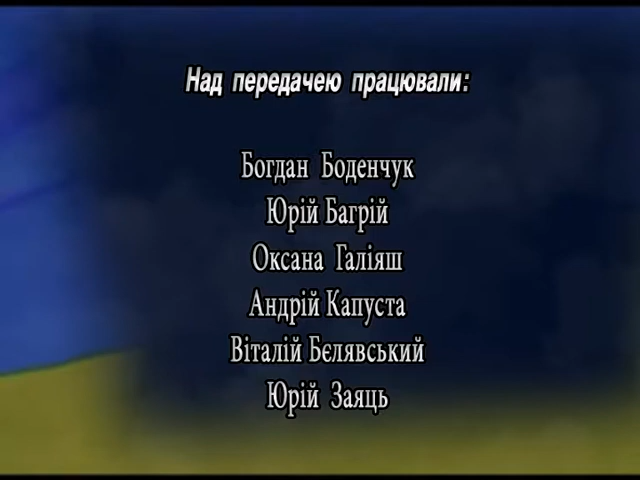 Над передачею працювали:
Богдан Боденчук
Юрій Багрій
Оксана Галіяш
Андрій Капуста
Віталій Бєлявський
Юрій Заяць